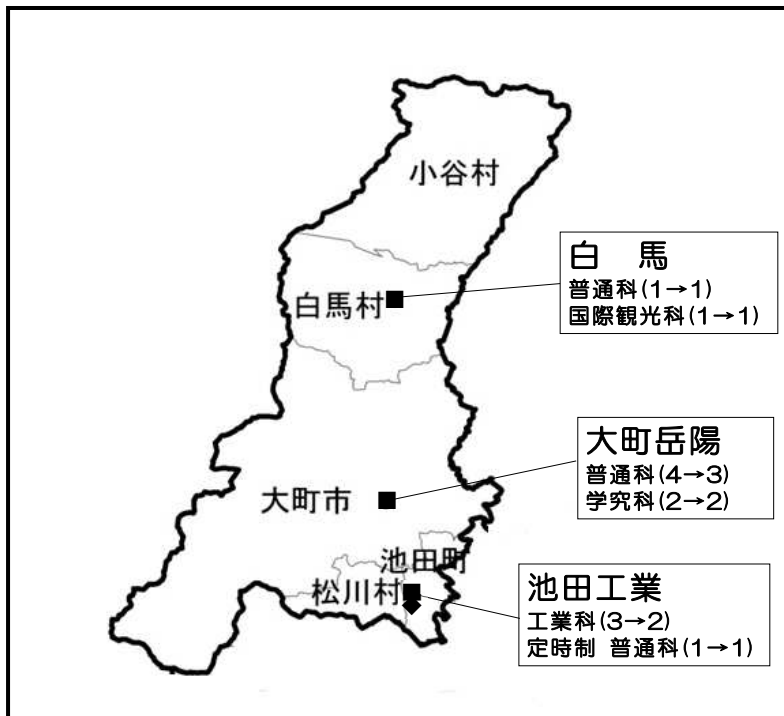 小谷村
白馬村
白　馬
普通科(1→1)
国際観光科(1→1)
大町市
大町岳陽
普通科(4→3)
学究科(2→2)
池田町
松川村
池田工業
工業科(3→2)
定時制 普通科(1→1)